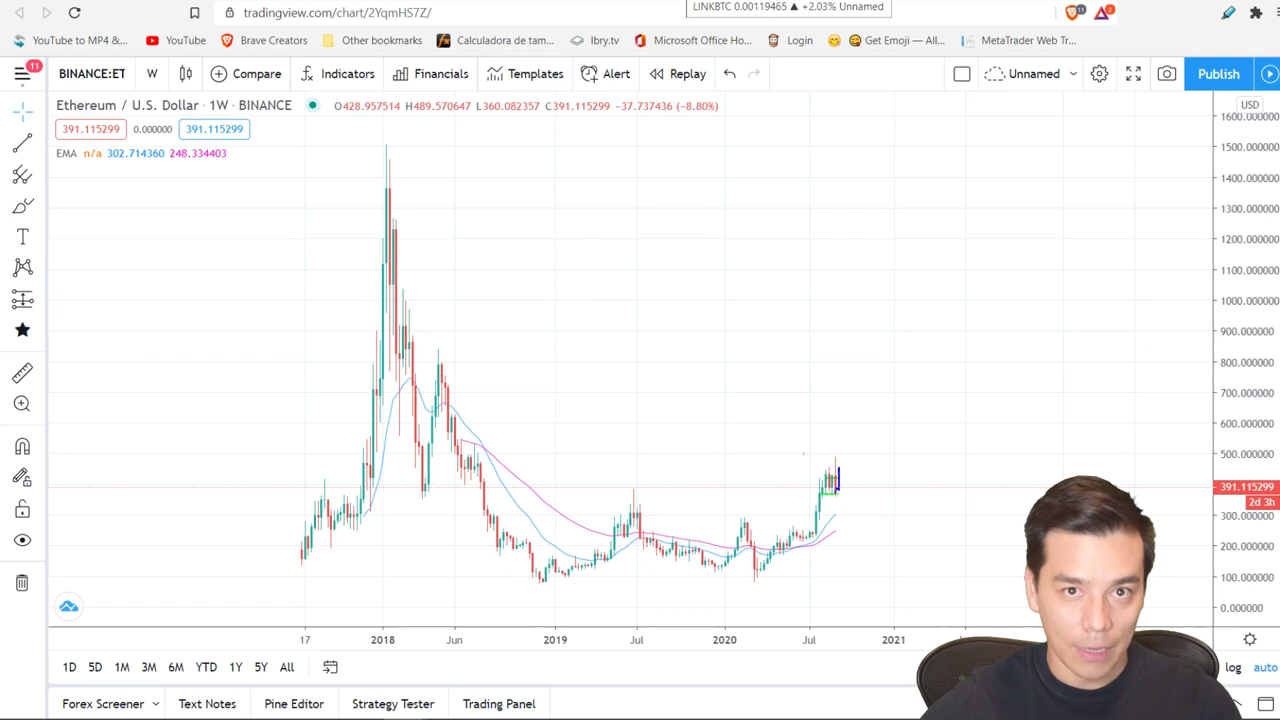 tradingview.com/chart/2YqmHS7Z/
LINKBTC 0.00119465 ▲ +2.03% Unnamed
11
2
YouTube to MP4 &...
YouTube
Brave Creators
Other bookmarks
Calculadora de tam...
lbry.tv
Microsoft Office Ho...
Login
Get Emoji — All...
MetaTrader Web Tr...
11
BINANCE:ET
W
Compare
Indicators
Financials
Templates
Alert
Replay
Unnamed
Publish
Ethereum / U.S. Dollar · 1W · BINANCE
O428.957514 H489.570647 L360.082357 C391.115299 −37.737436 (−8.80%)
USD
391.115299
0.000000
391.115299
EMA n/a 302.714360 248.334403
1600.000000
1500.000000
1400.000000
1300.000000
1200.000000
1100.000000
1000.000000
900.000000
800.000000
700.000000
600.000000
500.000000
391.115299
2d 3h
300.000000
200.000000
100.000000
0.000000
17
2018
Jun
2019
Jul
2020
Jul
2021
1D
5D
1M
3M
6M
YTD
1Y
5Y
All
log
auto
Forex Screener
Text Notes
Pine Editor
Strategy Tester
Trading Panel